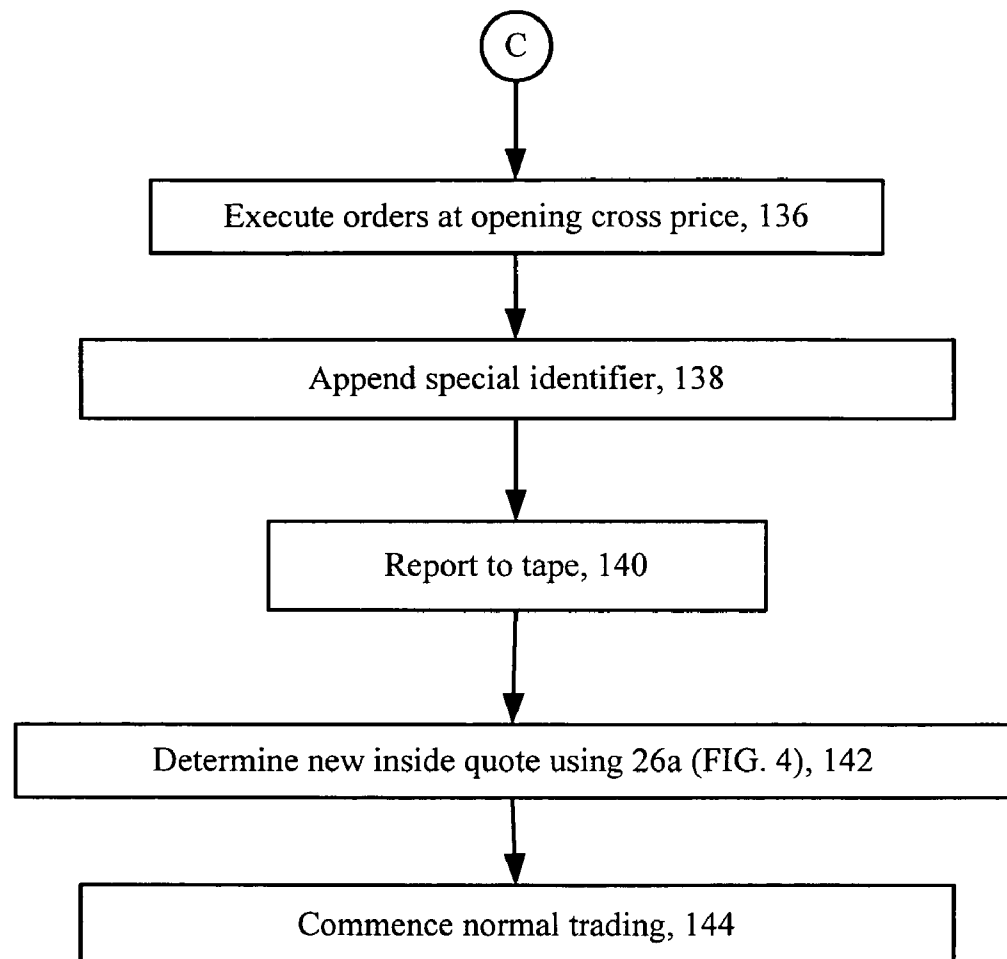 C
Execute orders at opening cross price, 136
Append special identifier, 138
Report to tape, 140
Determine new inside quote using 26a (FIG. 4), 142
Commence normal trading, 144